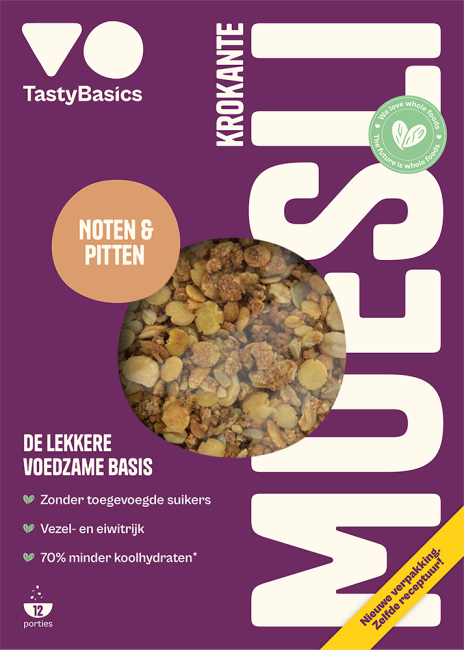 TastyBasics
KROKANTE
MUESLI
We love whole foods
The future is whole foods
NOTEN &
PITTEN
DE LEKKERE
VOEDZAME BASIS
Zonder toegevoegde suikers
Vezel- en eiwitrijk
70% minder koolhydraten*
12
porties
Nieuwe verpakking.
Zelfde receptuur!